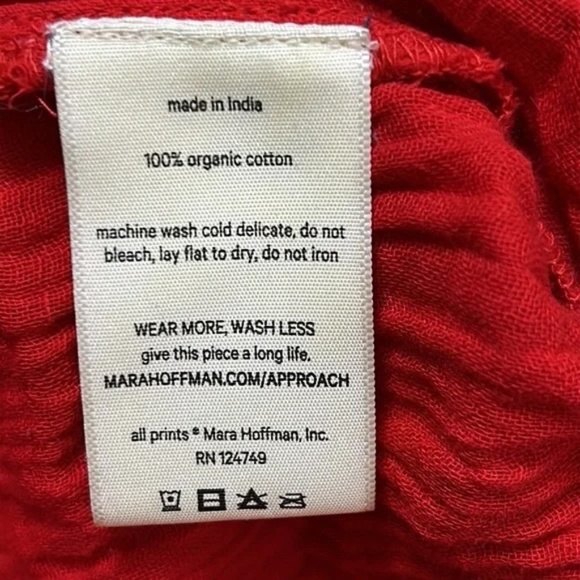 made in India
100% organic cotton
machine wash cold delicate, do not
bleach, lay flat to dry, do not iron
WEAR MORE, WASH LESS
give this piece a long life.
MARAHOFFMAN.COM/APPROACH
all prints © Mara Hoffman, Inc.
RN 124749